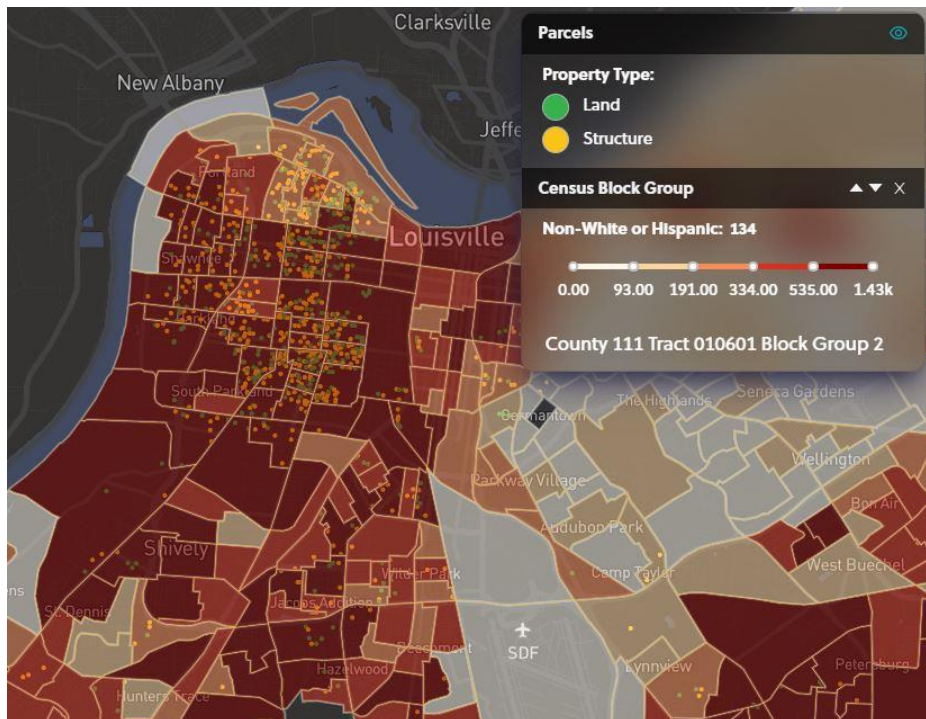 Clarksville
New Albany
Jeffe
Parcels
Property Type:
Land
Structure
Census Block Group
Non-White or Hispanic: 134
0.00 93.00 191.00 334.00 535.00 1.43k
County 111 Tract 010601 Block Group 2
Portland
Louisville
Shawnee
Parkland
South Parkland
Germantown
The Highlands
Seneca Gardens
Wellington
Parkway Village
Bon Air
Audubon Park
Shively
West Buechel
Camp Taylor
Wilder Park
ens
St. Dennis
Jacobs Addition
SDF
Beechmont
Hazelwood
Lynnview
Petersburg
Hunters Trace